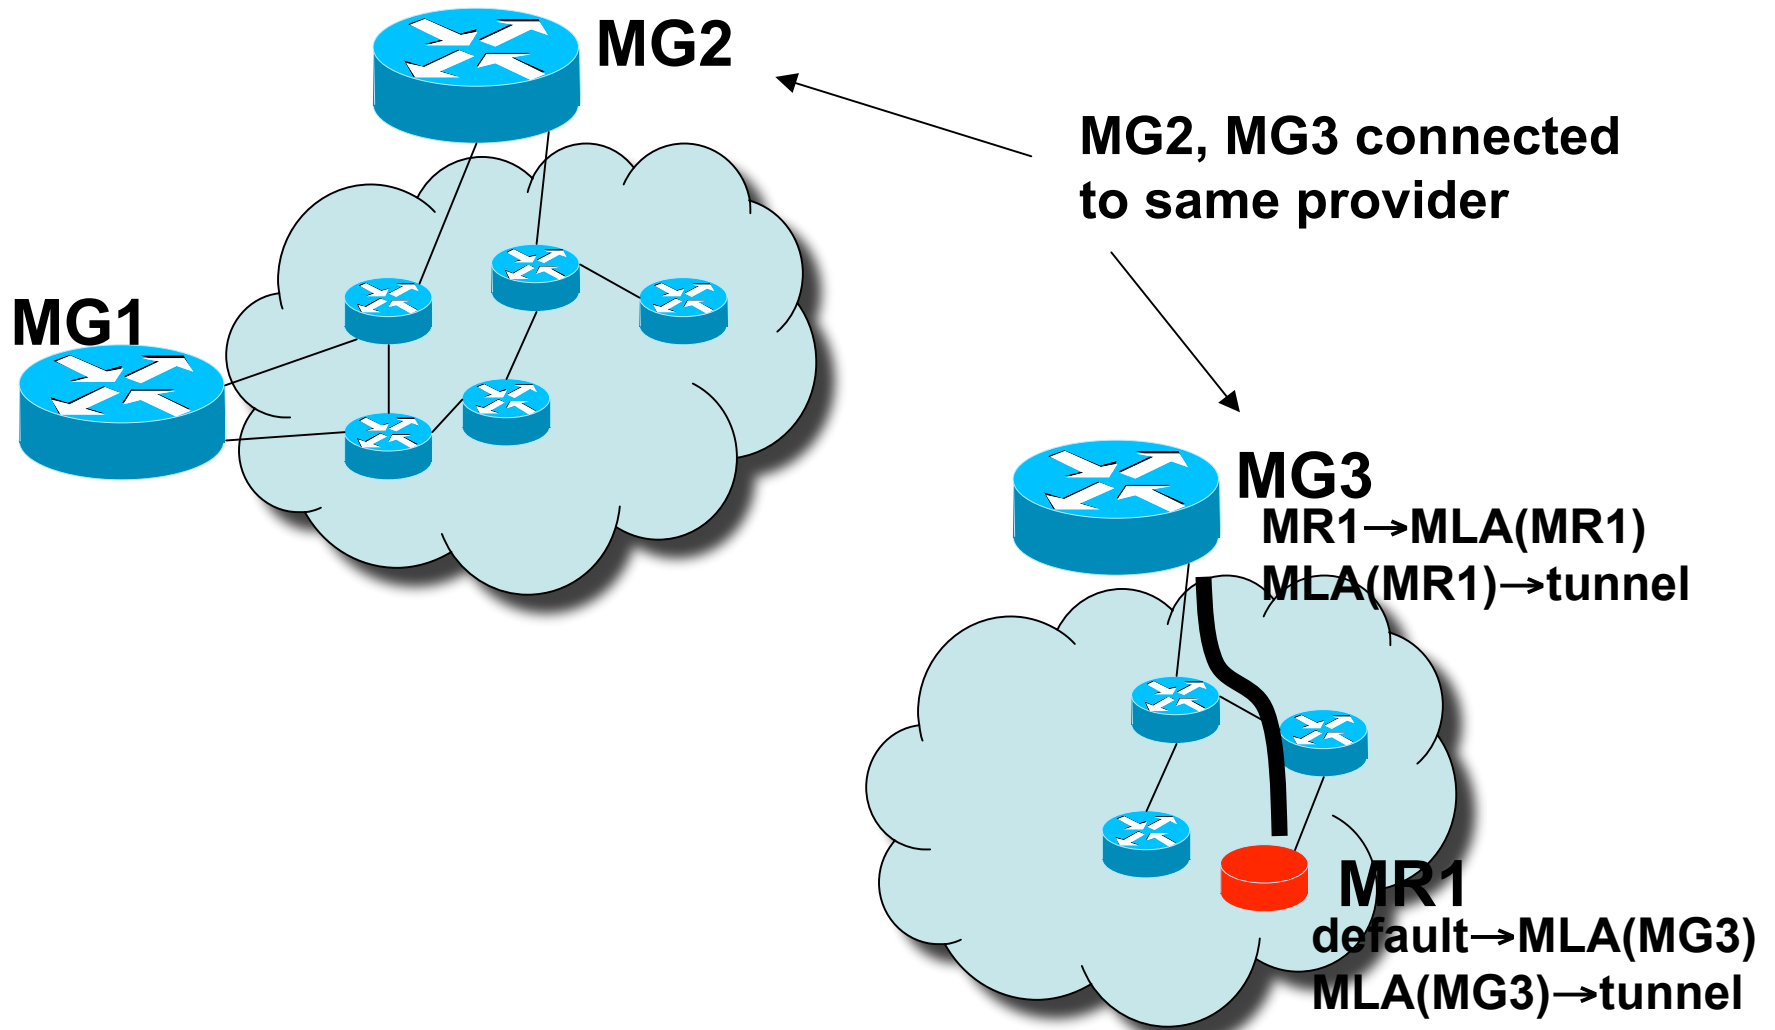 MG2
MG2, MG3 connected
to same provider
MG1
MG3
MR1→MLA(MR1)
MLA(MR1)→tunnel
MR1
default→MLA(MG3)
MLA(MG3)→tunnel